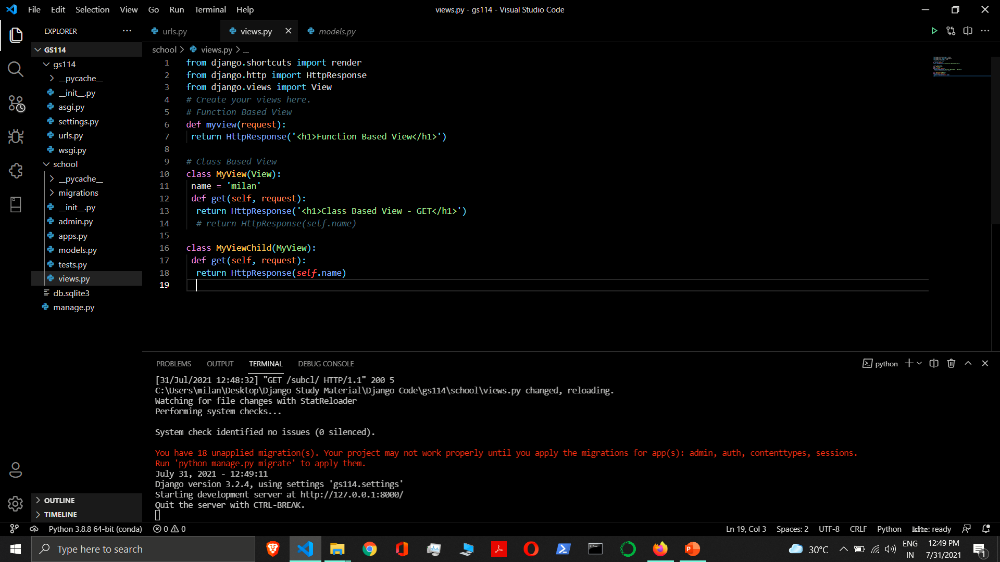 File Edit Selection View Go Run Terminal Help
views.py - gs114 - Visual Studio Code
EXPLORER
urls.py
views.py
models.py
GS114
gs114
__pycache__
__init__.py
asgi.py
settings.py
urls.py
wsgi.py
school
__pycache__
migrations
__init__.py
admin.py
apps.py
models.py
tests.py
views.py
db.sqlite3
manage.py
OUTLINE
TIMELINE
school > views.py > ...
1 from django.shortcuts import render
2 from django.http import HttpResponse
3 from django.views import View
4 # Create your views here.
5 # Function Based View
6 def myview(request):
7 return HttpResponse('<h1>Function Based View</h1>')
8
9 # Class Based View
10 class MyView(View):
11 name = 'milan'
12 def get(self, request):
13 return HttpResponse('<h1>Class Based View - GET</h1>')
14 # return HttpResponse(self.name)
15
16 class MyViewChild(MyView):
17 def get(self, request):
18 return HttpResponse(self.name)
19
PROBLEMS OUTPUT TERMINAL DEBUG CONSOLE
python
[31/Jul/2021 12:48:32] "GET /subcl/ HTTP/1.1" 200 5
C:\Users\milan\Desktop\Django Study Material\Django Code\gs114\school\views.py changed, reloading.
Watching for file changes with StatReloader
Performing system checks...
System check identified no issues (0 silenced).
You have 18 unapplied migration(s). Your project may not work properly until you apply the migrations for app(s): admin, auth, contenttypes, sessions.
Run 'python manage.py migrate' to apply them.
July 31, 2021 - 12:49:11
Django version 3.2.4, using settings 'gs114.settings'
Starting development server at http://127.0.0.1:8000/
Quit the server with CTRL-BREAK.
Python 3.8.8 64-bit (conda) 0 0
Ln 19, Col 3 Spaces: 2 UTF-8 CRLF Python kite: ready
Type here to search
30°C
ENG
IN
12:49 PM
7/31/2021
1